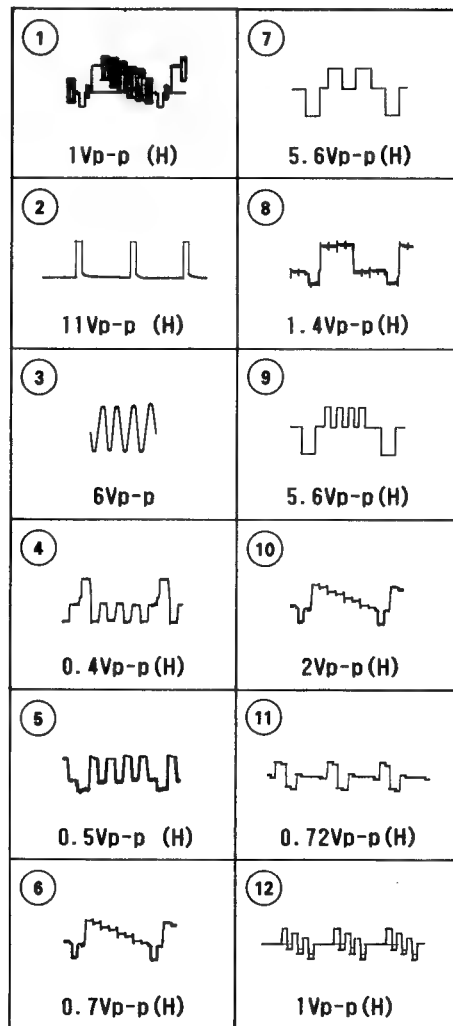 1
1Vp-p (H)
2
11Vp-p (H)
3
6Vp-p
4
0.4Vp-p(H)
5
0.5Vp-p (H)
6
0.7Vp-p(H)
7
5.6Vp-p(H)
8
1.4Vp-p(H)
9
5.6Vp-p(H)
10
2Vp-p(H)
11
0.72Vp-p(H)
12
1Vp-p(H)